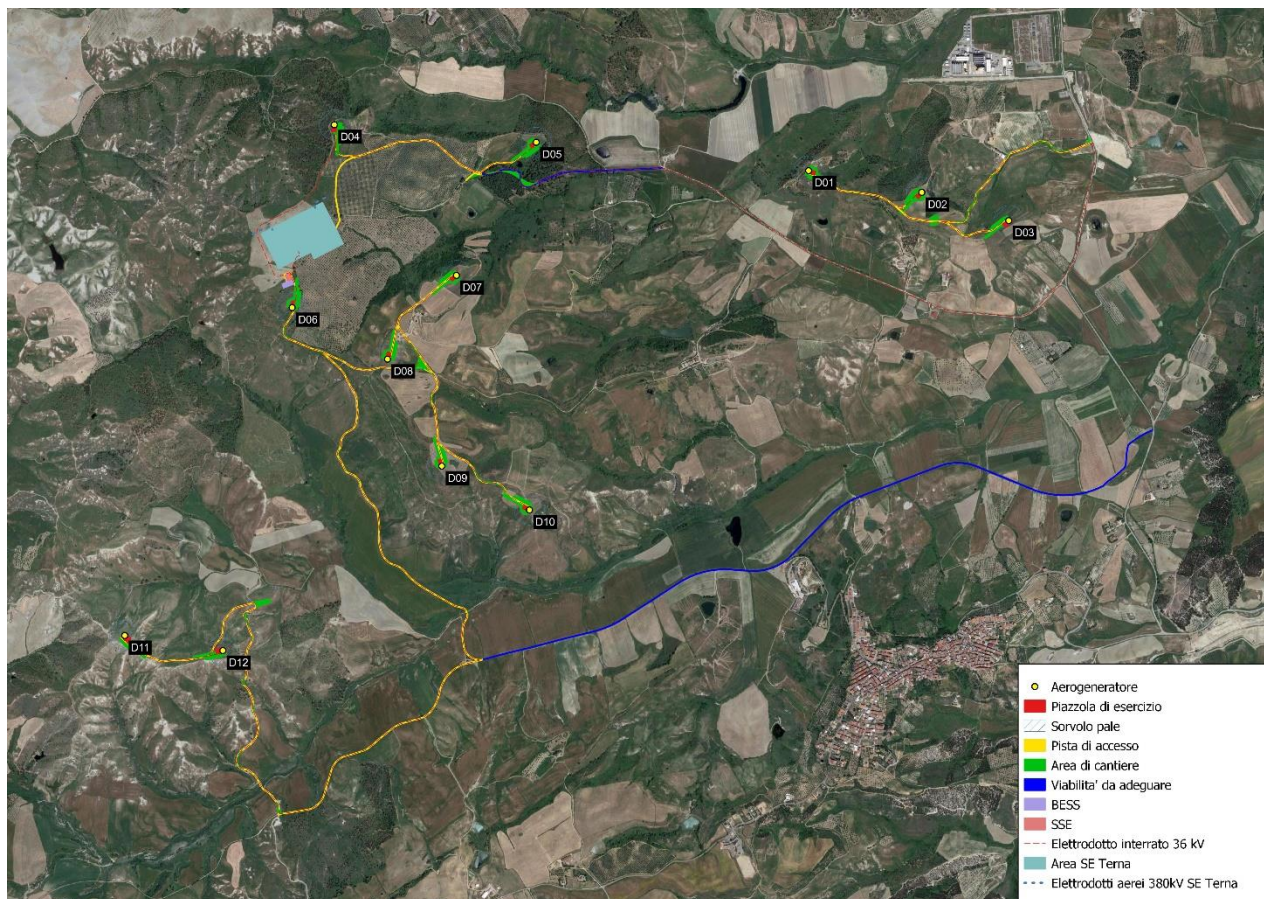 D04
D05
D01
D02
D03
D07
D06
D08
D09
D10
D11
D12
Aerogeneratore
Piazzola di esercizio
Sorvolo pale
Pista di accesso
Area di cantiere
Viabilita' da adeguare
BESS
SSE
Elettrodotto interrato 36 kV
Area SE Terna
Elettrodotti aerei 380kV SE Terna